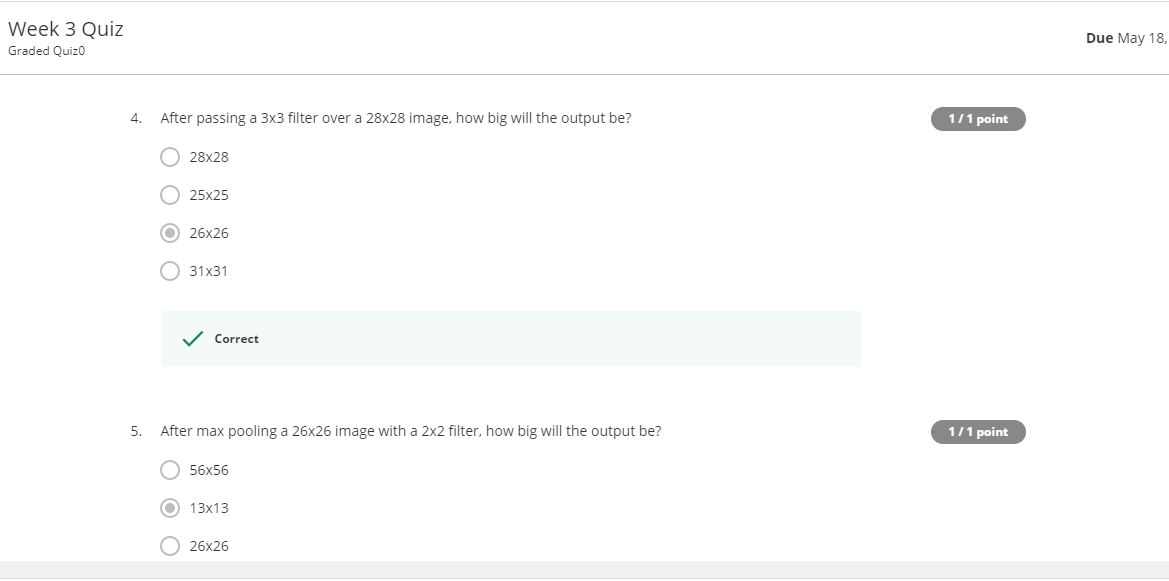 Week 3 Quiz
Graded Quiz0
Due May 18,
4. After passing a 3x3 filter over a 28x28 image, how big will the output be?
1 / 1 point
28x28
25x25
26x26
31x31
Correct
5. After max pooling a 26x26 image with a 2x2 filter, how big will the output be?
1 / 1 point
56x56
13x13
26x26